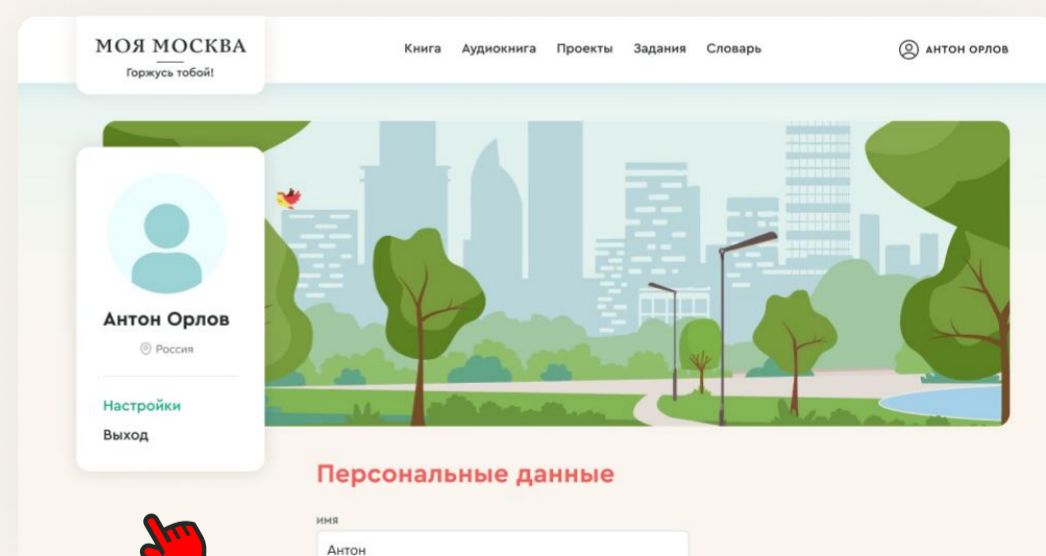 МОЯ МОСКВА
Горжусь тобой!
Книга Аудиокнига Проекты Задания Словарь
АНТОН ОРЛОВ
Антон Орлов
Россия
Настройки
Выход
Персональные данные
имя
Антон